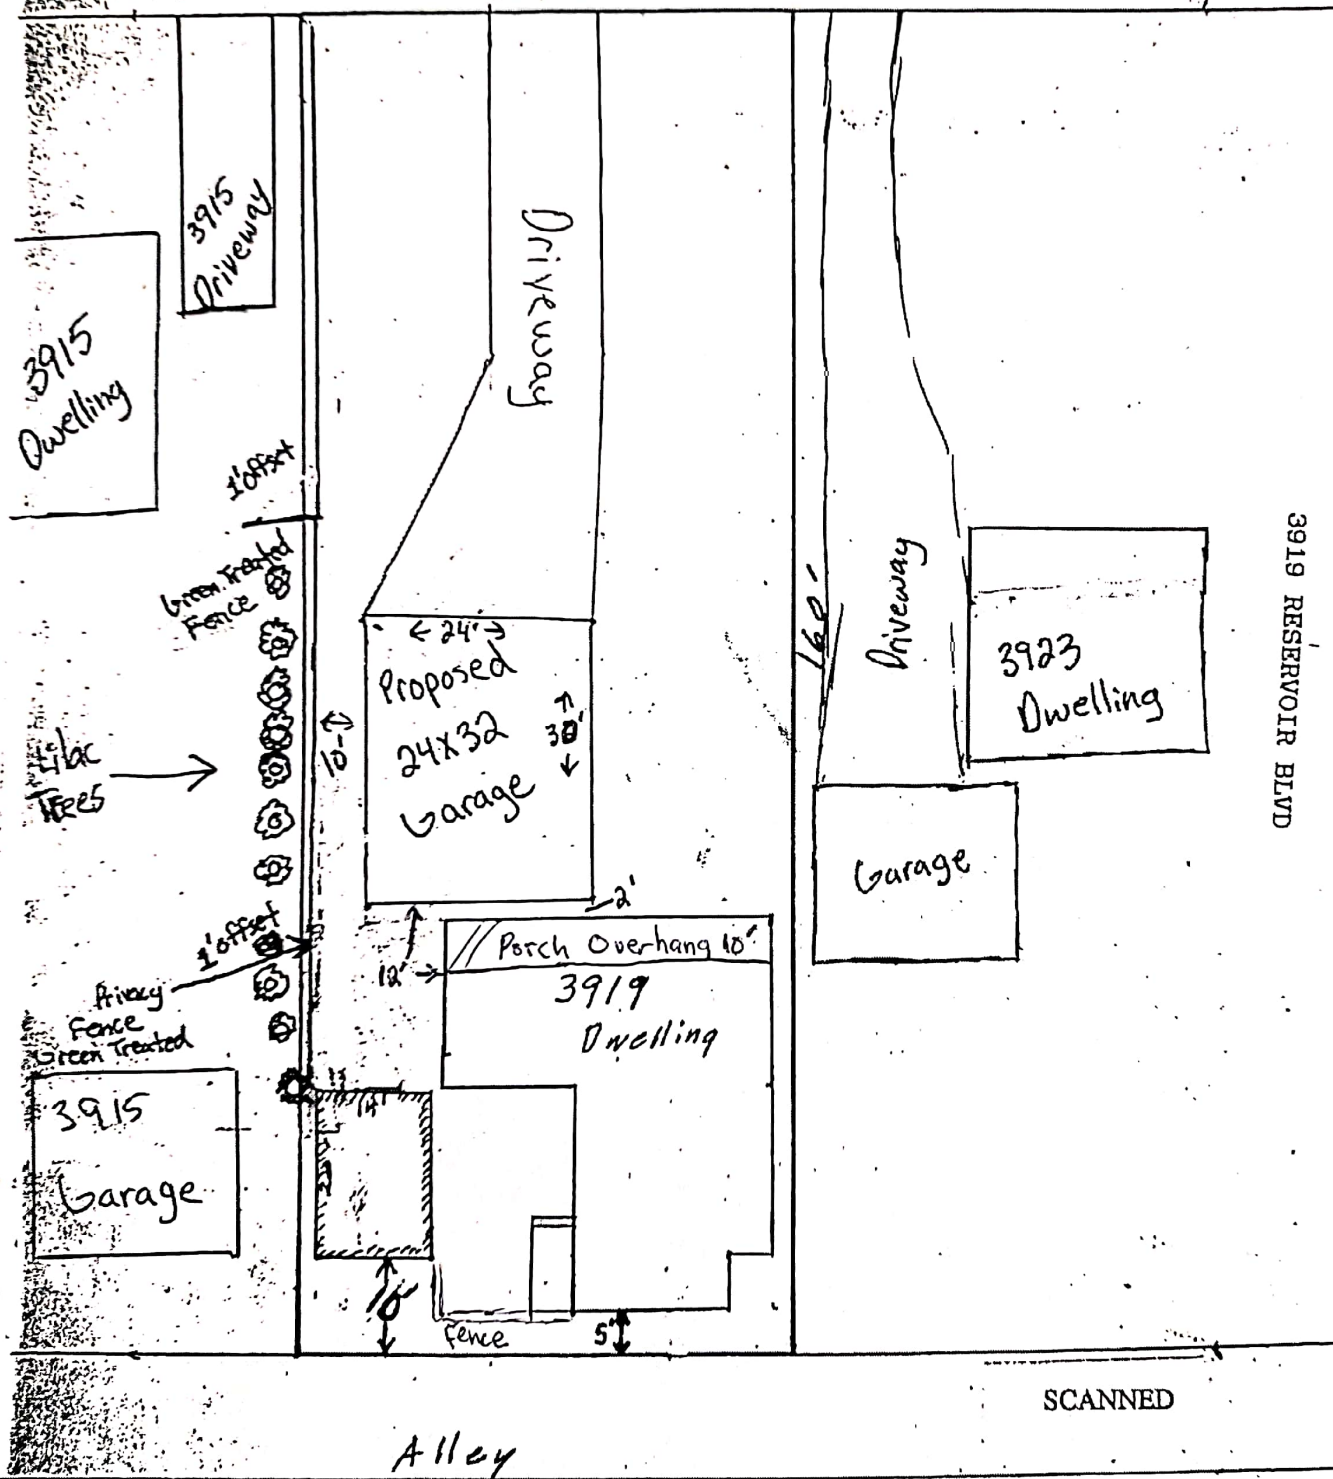 3915
Driveway
Driveway
3915
Dwelling
1' offset
Green Treated
Fence
Lilac
Trees
10'
← 24' →
Proposed
24x32
Garage
160'
Driveway
3923
Dwelling
Garage
3919 RESERVOIR BLVD
2'
1' offset
Privacy
Fence
Green Treated
12'
Porch Overhang 10'
3919
Dwelling
3915
Garage
14'
10'
Fence
5'
SCANNED
Alley